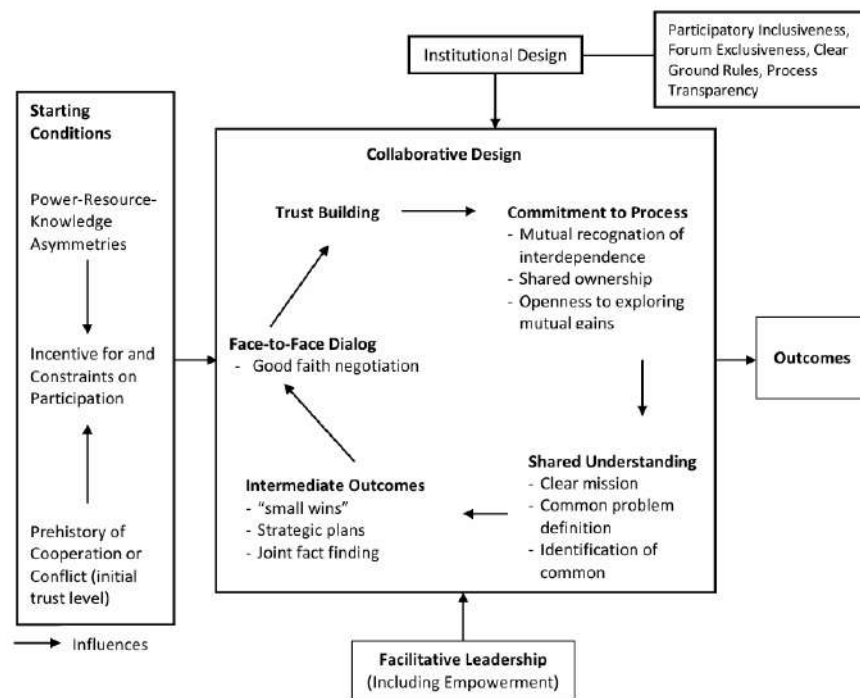 Institutional Design
Participatory Inclusiveness,
Forum Exclusiveness, Clear
Ground Rules, Process
Transparency
Starting
Conditions
Power-Resource-
Knowledge
Asymmetries
Incentive for and
Constraints on
Participation
Prehistory of
Cooperation or
Conflict (initial
trust level)
Influences
Collaborative Design
Trust Building
Commitment to Process
- Mutual recognation of
interdependence
- Shared ownership
- Openness to exploring
mutual gains
Face-to-Face Dialog
- Good faith negotiation
Intermediate Outcomes
- "small wins"
- Strategic plans
- Joint fact finding
Shared Understanding
- Clear mission
- Common problem
definition
- Identification of
common
Outcomes
Facilitative Leadership
(Including Empowerment)